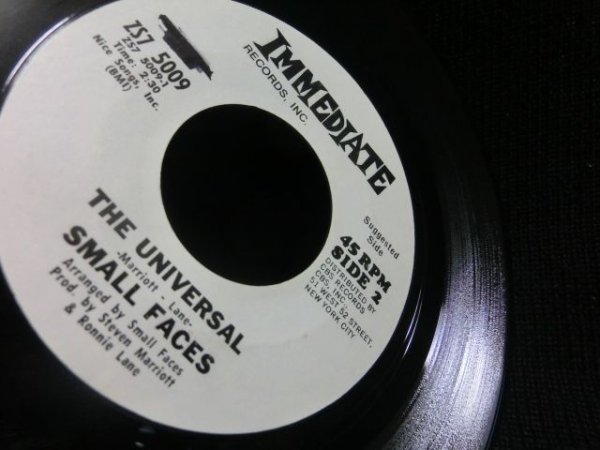 IMMEDIATE
RECORDS, INC.
ZS7 5009
ZS7 5009-1
Time: 2:30
Nice Songs, Inc.
(BMI)
Suggested
Side
45 RPM
SIDE 2
DISTRIBUTED BY
CBS RECORDS
CBS, INC.
51 WEST 52 STREET,
NEW YORK CITY
THE UNIVERSAL
-Marriott - Lane-
SMALL FACES
Arranged by Small Faces
Prod. by Steven Marriott
& Ronnie Lane